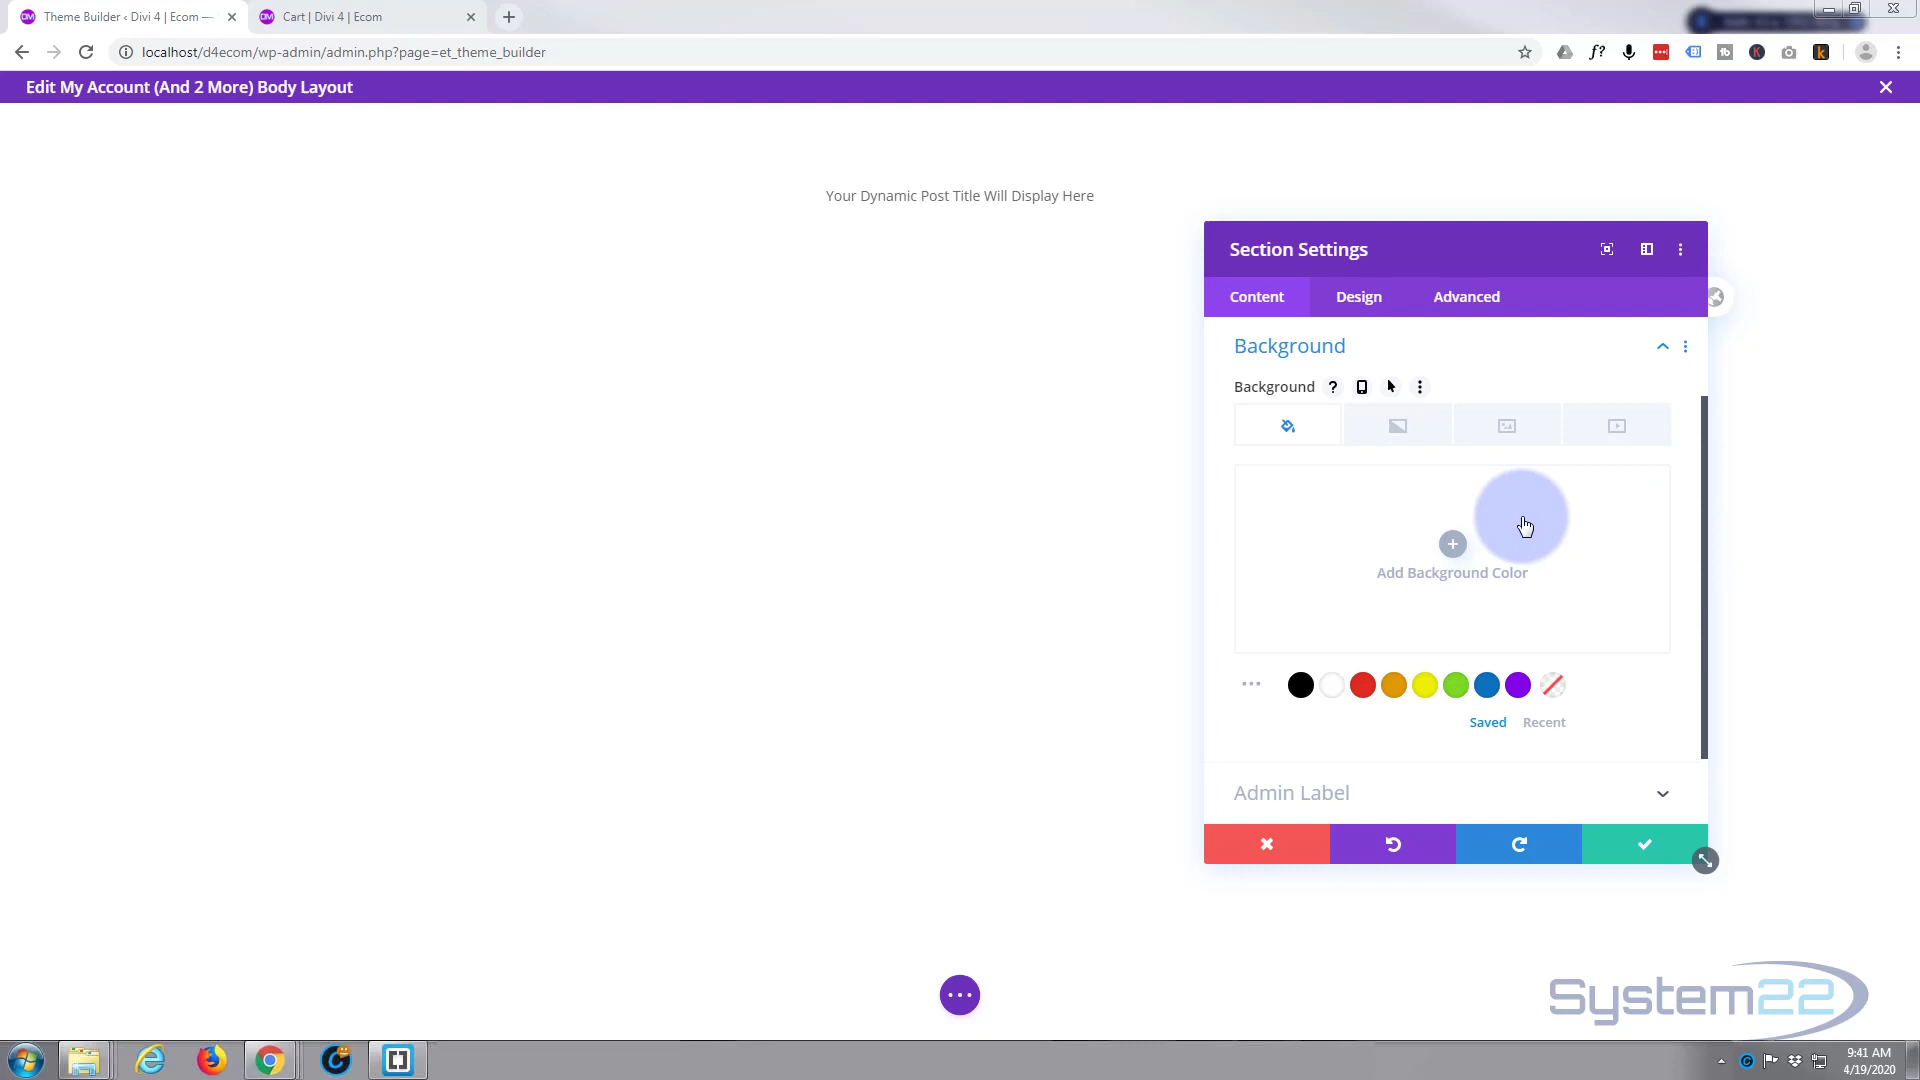 Theme Builder ‹ Divi 4 | Ecom —
Cart | Divi 4 | Ecom
localhost/d4ecom/wp-admin/admin.php?page=et_theme_builder
Edit My Account (And 2 More) Body Layout
Your Dynamic Post Title Will Display Here
Section Settings
Content Design Advanced
Background
Background
Add Background Color
Saved Recent
Admin Label
System22
9:41 AM
4/19/2020